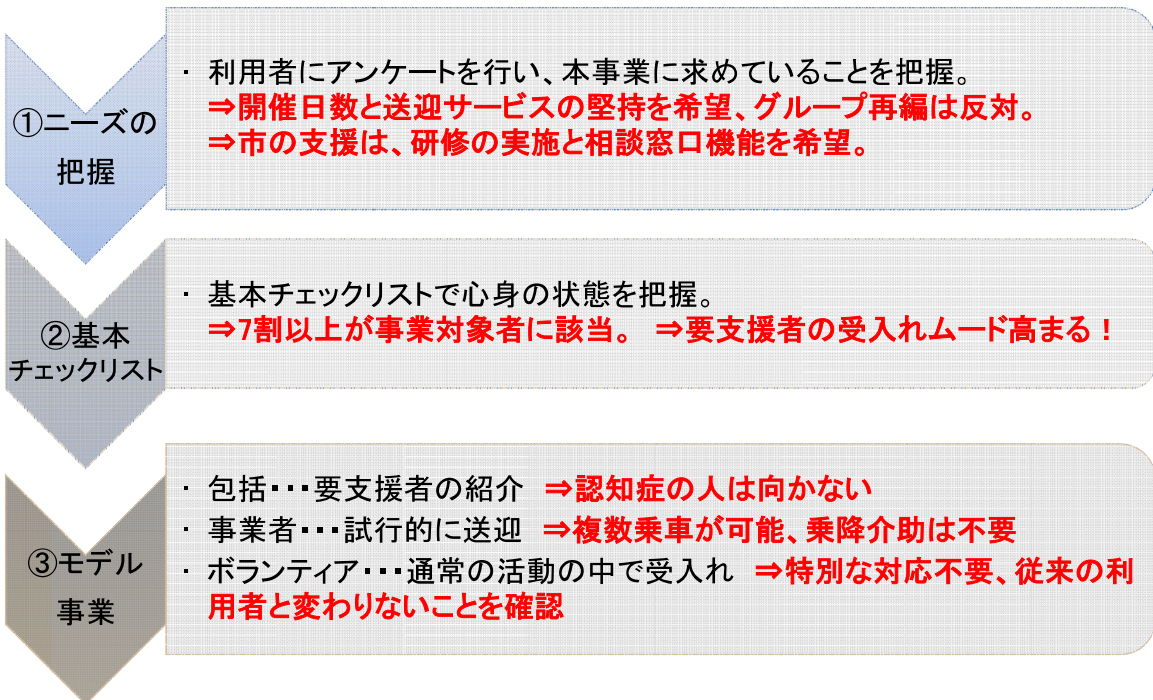 ①ニーズの
把握
・ 利用者にアンケートを行い、本事業に求めていることを把握。
⇒開催日数と送迎サービスの堅持を希望、グループ再編は反対。
⇒市の支援は、研修の実施と相談窓口機能を希望。
②基本
チェックリスト
・ 基本チェックリストで心身の状態を把握。
⇒7割以上が事業対象者に該当。 ⇒要支援者の受入れムード高まる！
③モデル
事業
・ 包括・・・要支援者の紹介 ⇒認知症の人は向かない
・ 事業者・・・試行的に送迎 ⇒複数乗車が可能、乗降介助は不要
・ ボランティア・・・通常の活動の中で受入れ ⇒特別な対応不要、従来の利
用者と変わりないことを確認